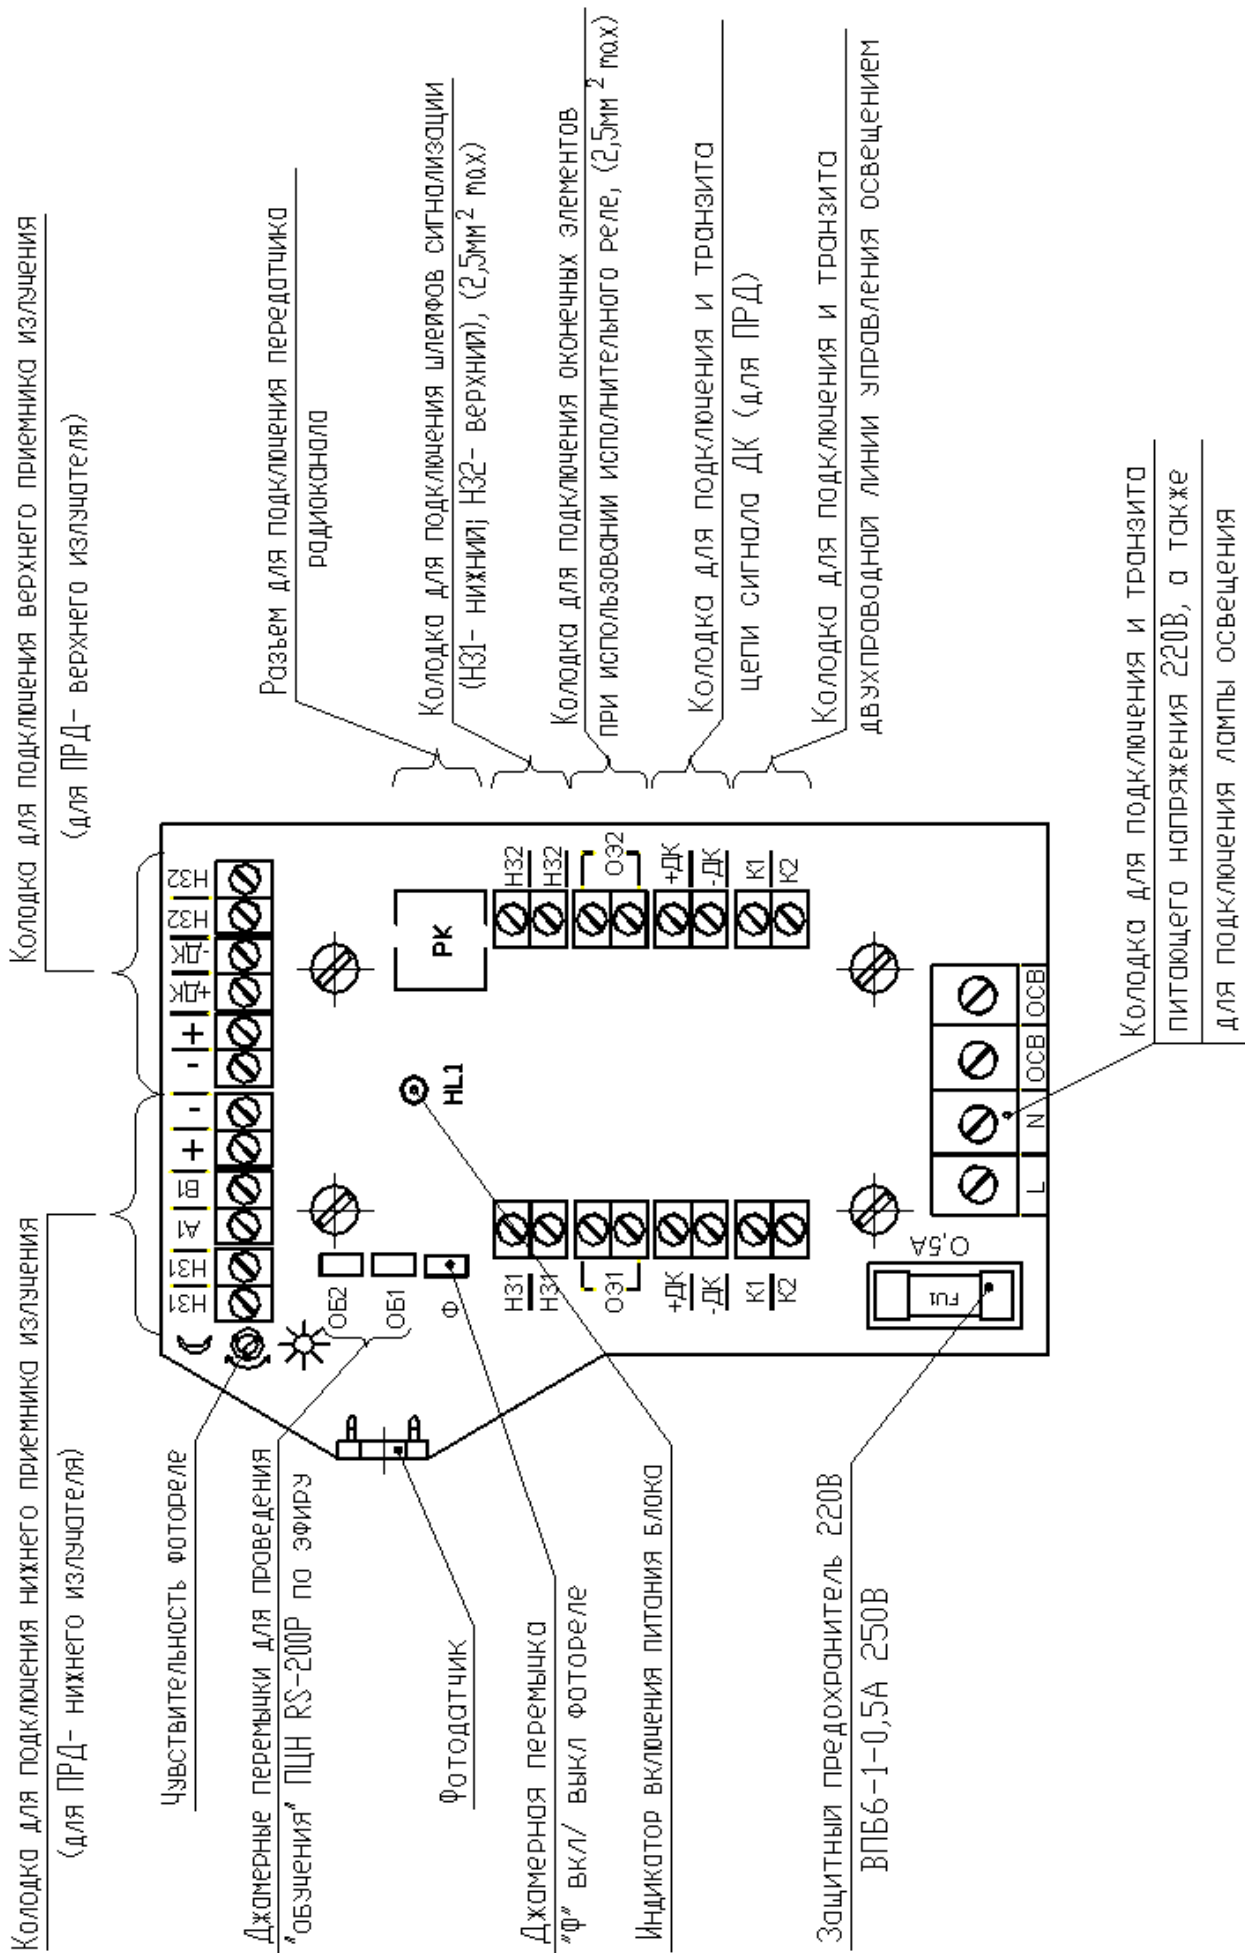 Колодка для подключения нижнего приемника излучения
(для ПРД- нижнего излучателя)
Колодка для подключения верхнего приемника излучения
(для ПРД- верхнего излучателя)
Чувствительность фотореле
Джамперные перемычки для проведения
"обучения" ПЦН RS-200Р по эфиру
Фотодатчик
Джамперная перемычка
"Ф" вкл/ выкл фотореле
Индикатор включения питания блока
Защитный предохранитель 220В
ВПБ6-1-0,5А 250В
НЗ1
НЗ1
А1
В1
+
-
-
+
+ДК
-ДК
НЗ2
НЗ2
ОБ2
ОБ1
Ф
HL1
РК
НЗ1
НЗ1
ОЭ1
+ДК
-ДК
К1
К2
НЗ2
НЗ2
ОЭ2
+ДК
-ДК
К1
К2
0,5А
FU1
L
N
ОСВ
ОСВ
Разъем для подключения передатчика
радиоканала
Колодка для подключения шлейфов сигнализации
(НЗ1- нижний; НЗ2- верхний), (2,5мм² max)
Колодка для подключения оконечных элементов
при использовании исполнительного реле, (2,5мм² max)
Колодка для подключения и транзита
цепи сигнала ДК (для ПРД)
Колодка для подключения и транзита
двухпроводной линии управления освещением
Колодка для подключения и транзита
питающего напряжения 220В, а также
для подключения лампы освещения